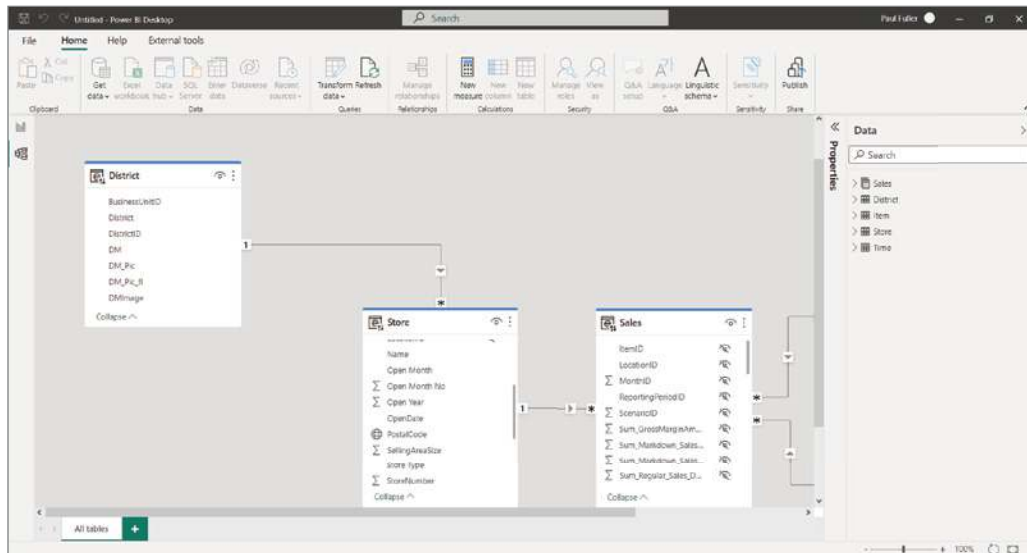 Untitled - Power BI Desktop
Search
Paul Fuller
File Home Help External tools
Paste
Cut
Copy
Get data
Excel workbook
Data hub
SQL Server
Enter data
Dataverse
Recent sources
Transform data
Refresh
Manage relationships
New measure
New column
New table
Manage roles
View as
Q&A setup
Language
Linguistic schema
Sensitivity
Publish
Clipboard
Data
Queries
Relationships
Calculations
Security
Q&A
Sensitivity
Share
District
BusinessUnitID
District
DistrictID
DM
DM_Pic
DM_Pic_fl
DMImage
Collapse
1
*
Store
Name
Open Month
Open Month No
Open Year
OpenDate
PostalCode
SellingAreaSize
Store Type
StoreNumber
Collapse
1
*
Sales
ItemID
LocationID
MonthID
ReportingPeriodID
ScenarioID
Sum_GrossMarginAm...
Sum_Markdown_Sales...
Sum_Markdown_Sales...
Sum_Regular_Sales_D...
Collapse
*
*
Properties
Data
Search
Sales
District
Item
Store
Time
All tables
+
- + 100%